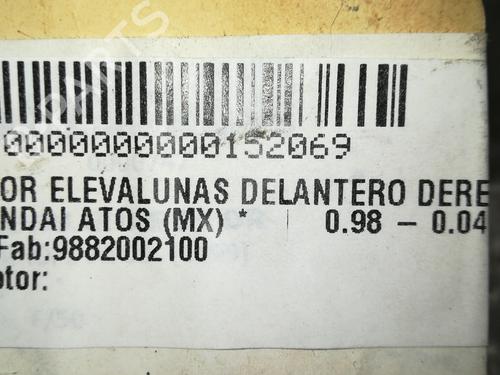 0000000000152069
OR ELEVALUNAS DELANTERO DERE
NDAI ATOS (MX) * | 0.98 - 0.04
Fab:9882002100
otor: